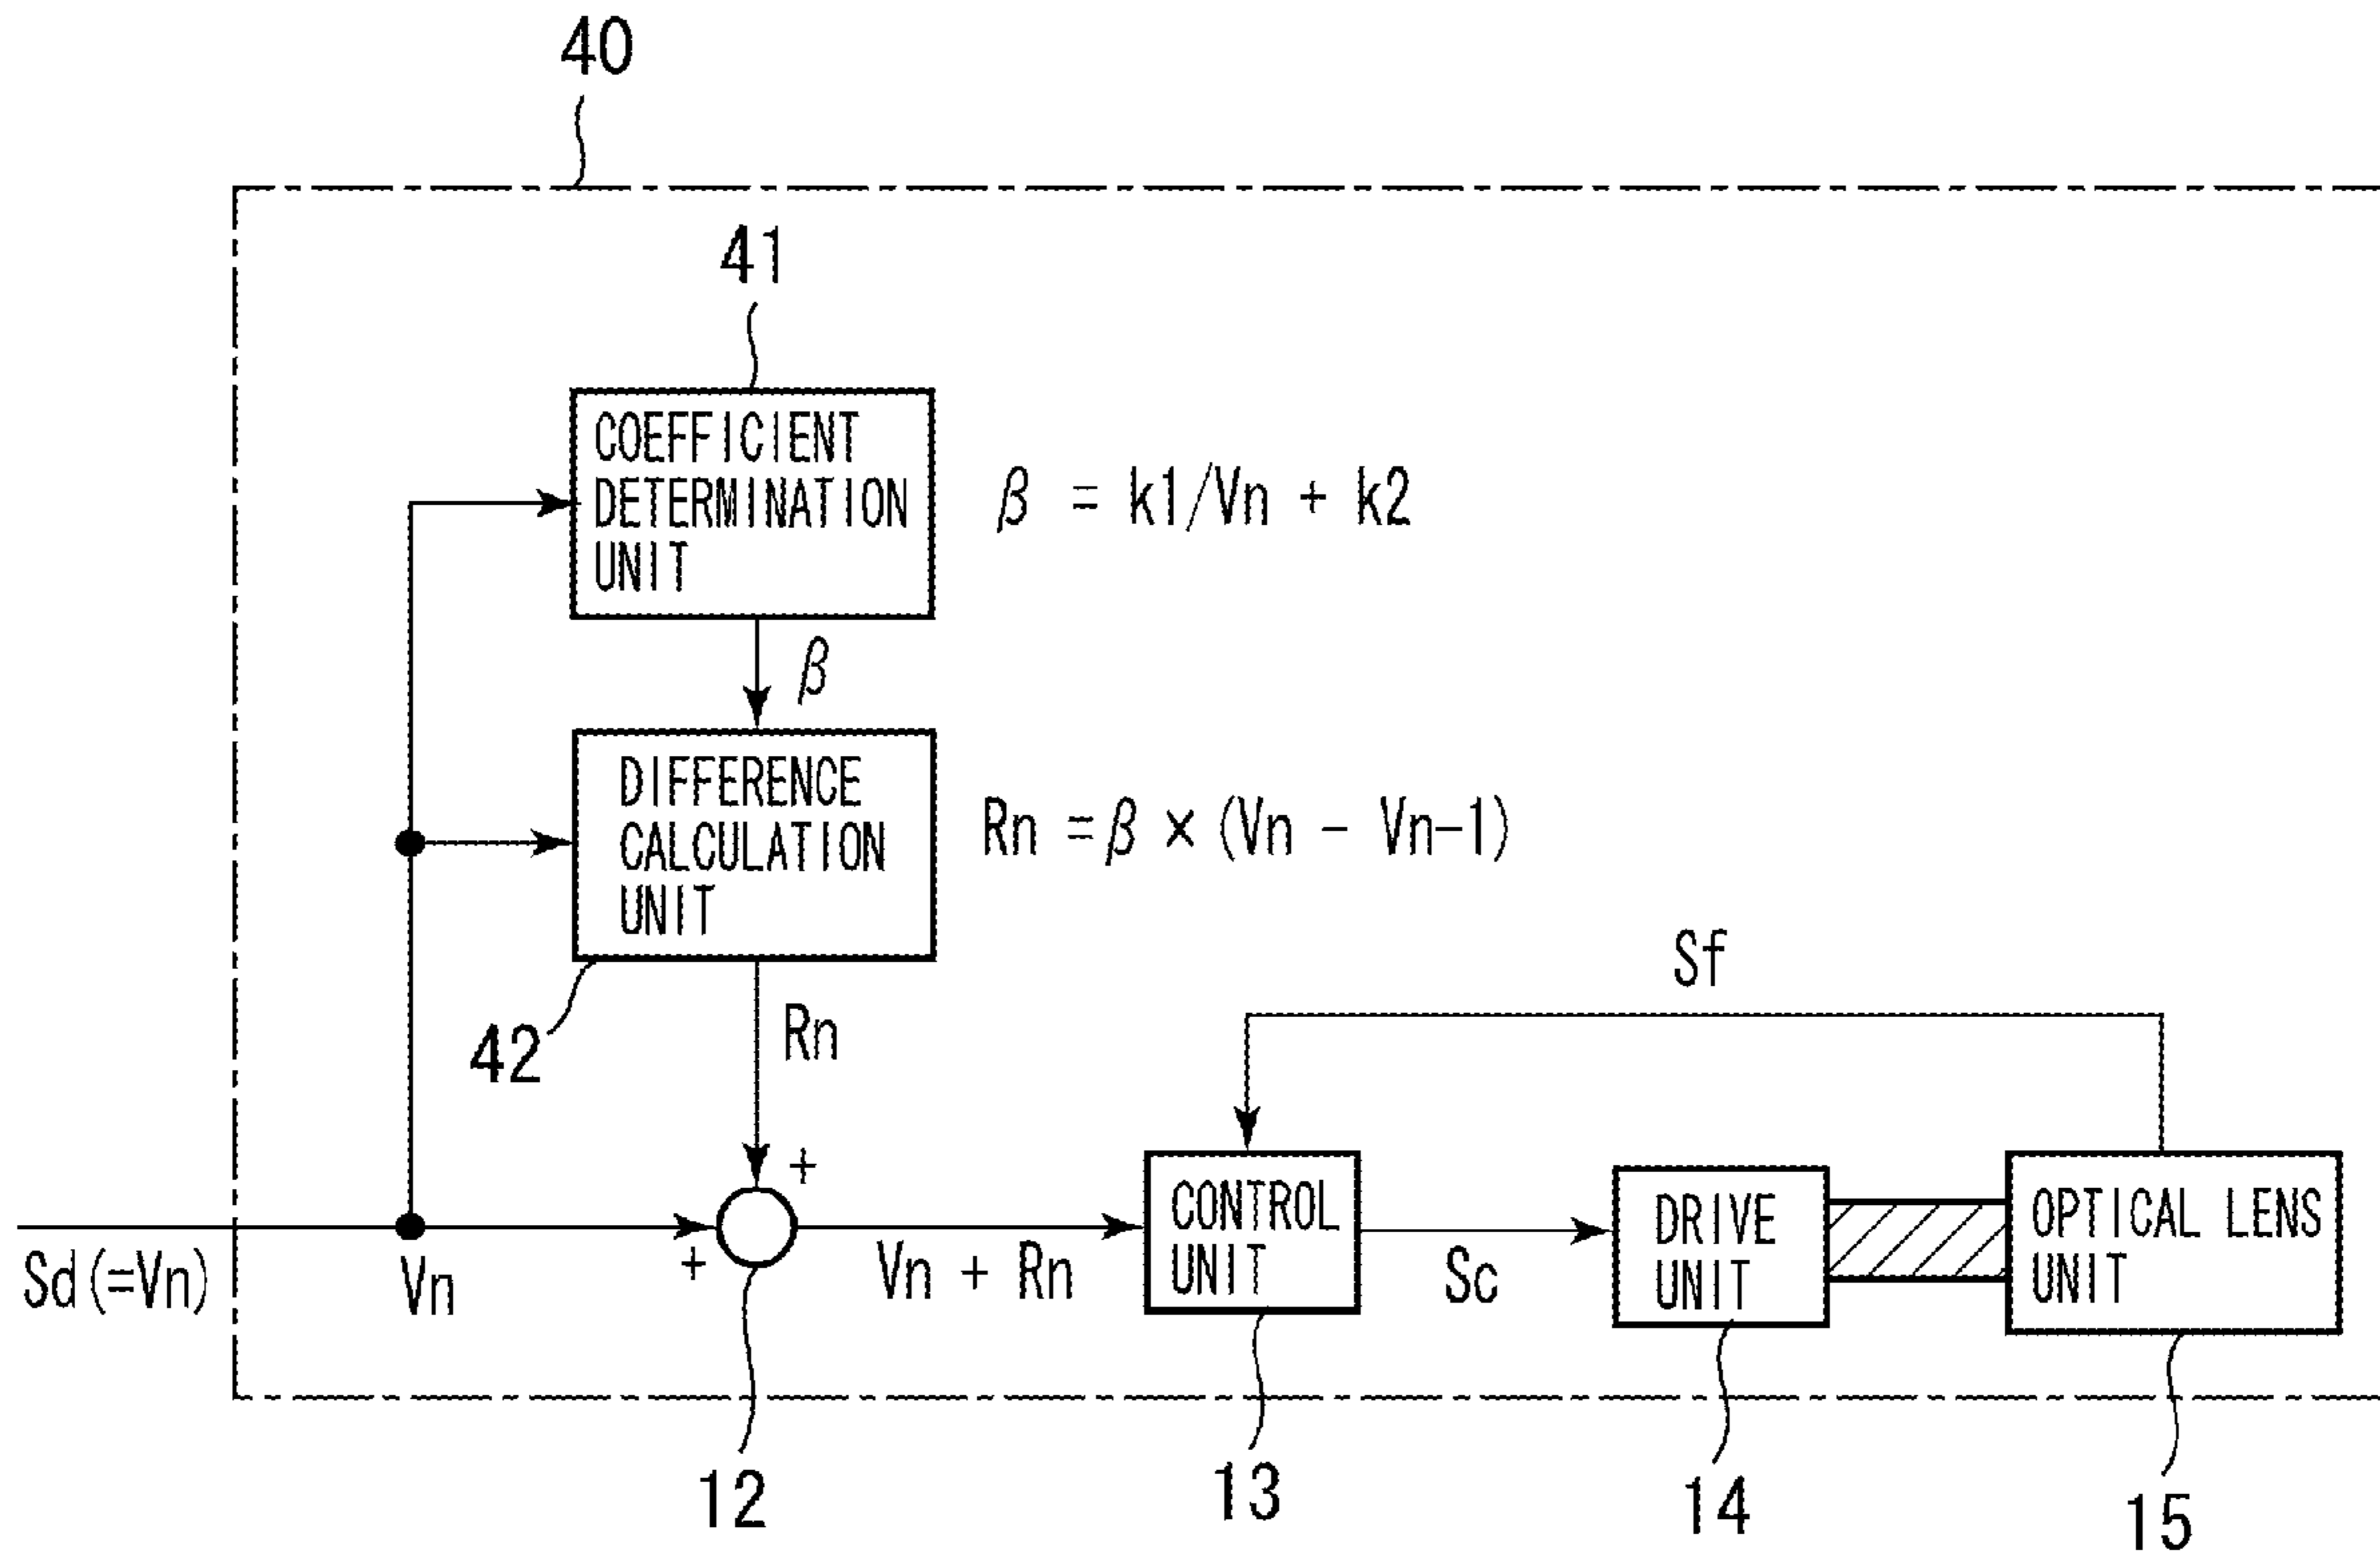 40
41
COEFFICIENT
DETERMINATION
UNIT
β = k1/Vn + k2
β
DIFFERENCE
CALCULATION
UNIT
Rn =β × (Vn - Vn-1)
42
Rn
Sf
+
+
Sd(=Vn)
Vn
Vn + Rn
CONTROL
UNIT
Sc
DRIVE
UNIT
OPTICAL LENS
UNIT
12
13
14
15